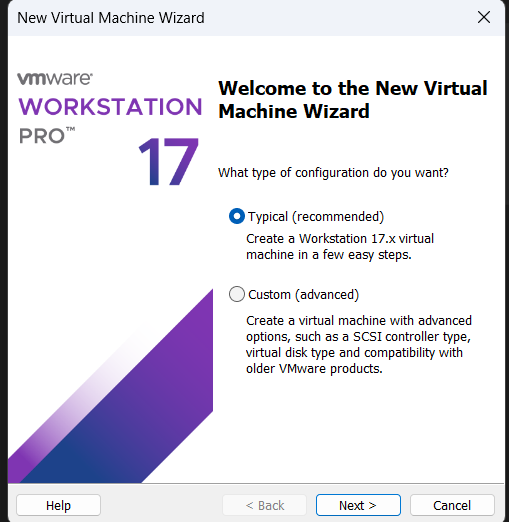 New Virtual Machine Wizard
vmware®
WORKSTATION
PRO™
17
Welcome to the New Virtual
Machine Wizard
What type of configuration do you want?
Typical (recommended)
Create a Workstation 17.x virtual
machine in a few easy steps.
Custom (advanced)
Create a virtual machine with advanced
options, such as a SCSI controller type,
virtual disk type and compatibility with
older VMware products.
Help
< Back
Next >
Cancel